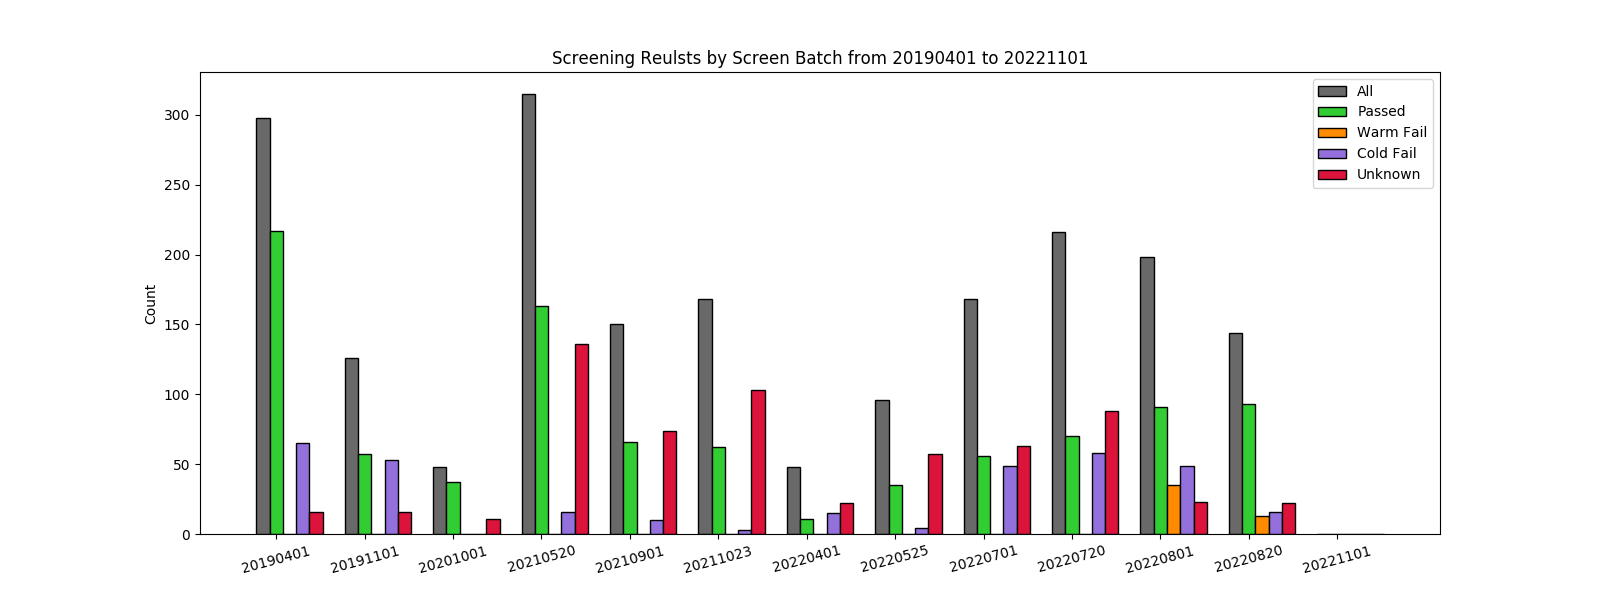 Screening Reulsts by Screen Batch from 20190401 to 20221101
All
Passed
Warm Fail
Cold Fail
Unknown
Count
300
250
200
150
100
50
0
20190401 20191101 20201001 20210520 20210901 20211023 20220401 20220525 20220701 20220720 20220801 20220820 20221101